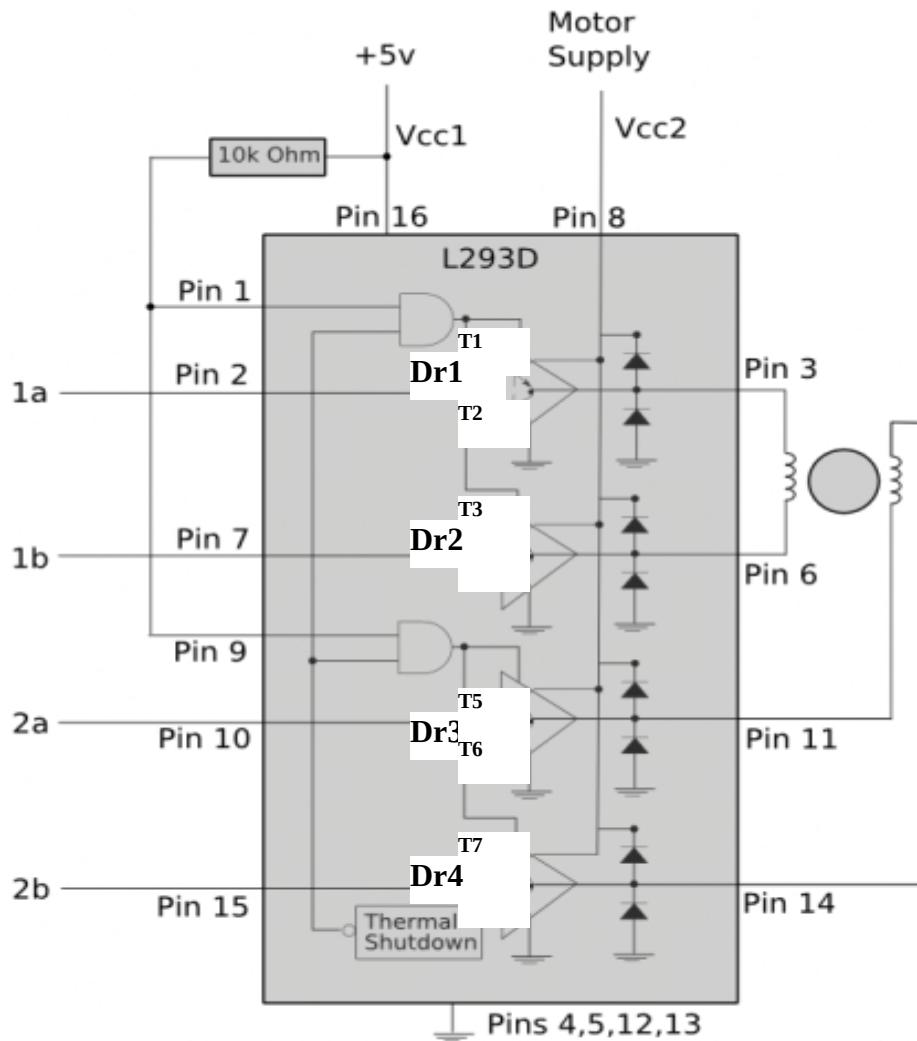 Motor
Supply
+5v
Vcc1
Vcc2
10k Ohm
Pin 16
Pin 8
L293D
Pin 1
T1
Pin 3
Dr1
Pin 2
1a
T2
T3
Pin 7
Dr2
1b
Pin 6
Pin 9
T5
2a
Dr3
Pin 10
Pin 11
T6
T7
Dr4
2b
Pin 15
Pin 14
Thermal
Shutdown
Pins 4,5,12,13